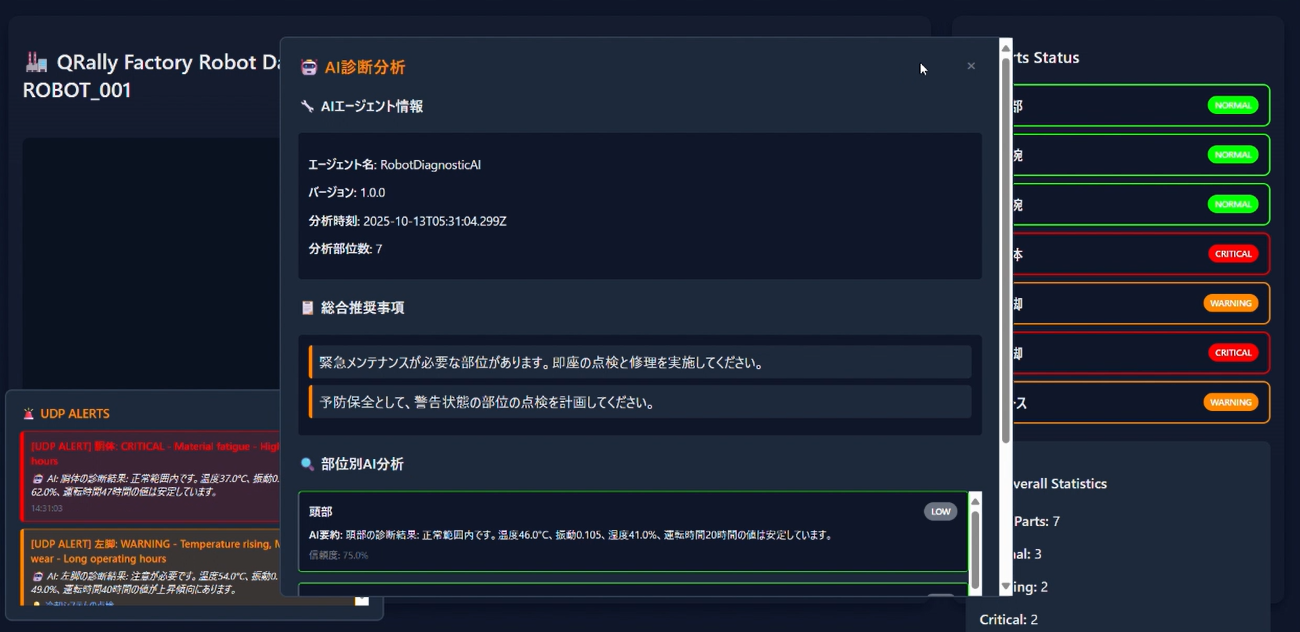 QRally Factory Robot Da
ROBOT_001
AI診断分析
×
AIエージェント情報
エージェント名: RobotDiagnosticAI
バージョン: 1.0.0
分析時刻: 2025-10-13T05:31:04.299Z
分析部位数: 7
総合推奨事項
緊急メンテナンスが必要な部位があります。即座の点検と修理を実施してください。
予防保全として、警告状態の部位の点検を計画してください。
部位別AI分析
頭部
LOW
AI要約: 頭部の診断結果: 正常範囲内です。温度46.0°C、振動0.105、湿度41.0%、運転時間20時間の値は安定しています。
信頼度: 75.0%
UDP ALERTS
[UDP ALERT] 胴体: CRITICAL - Material fatigue - High
hours
AI: 胴体の診断結果: 正常範囲内です。温度37.0°C、振動0.
62.0%、運転時間47時間の値は安定しています。
14:31:03
[UDP ALERT] 左脚: WARNING - Temperature rising,
wear - Long operating hours
AI: 左脚の診断結果: 注意が必要です。温度54.0°C、振動0.
49.0%、運転時間40時間の値が上昇傾向にあります。
冷却システムの点検
rts Status
部
NORMAL
腕
NORMAL
腕
NORMAL
体
CRITICAL
脚
WARNING
脚
CRITICAL
ス
WARNING
verall Statistics
Parts: 7
al: 3
ing: 2
Critical: 2